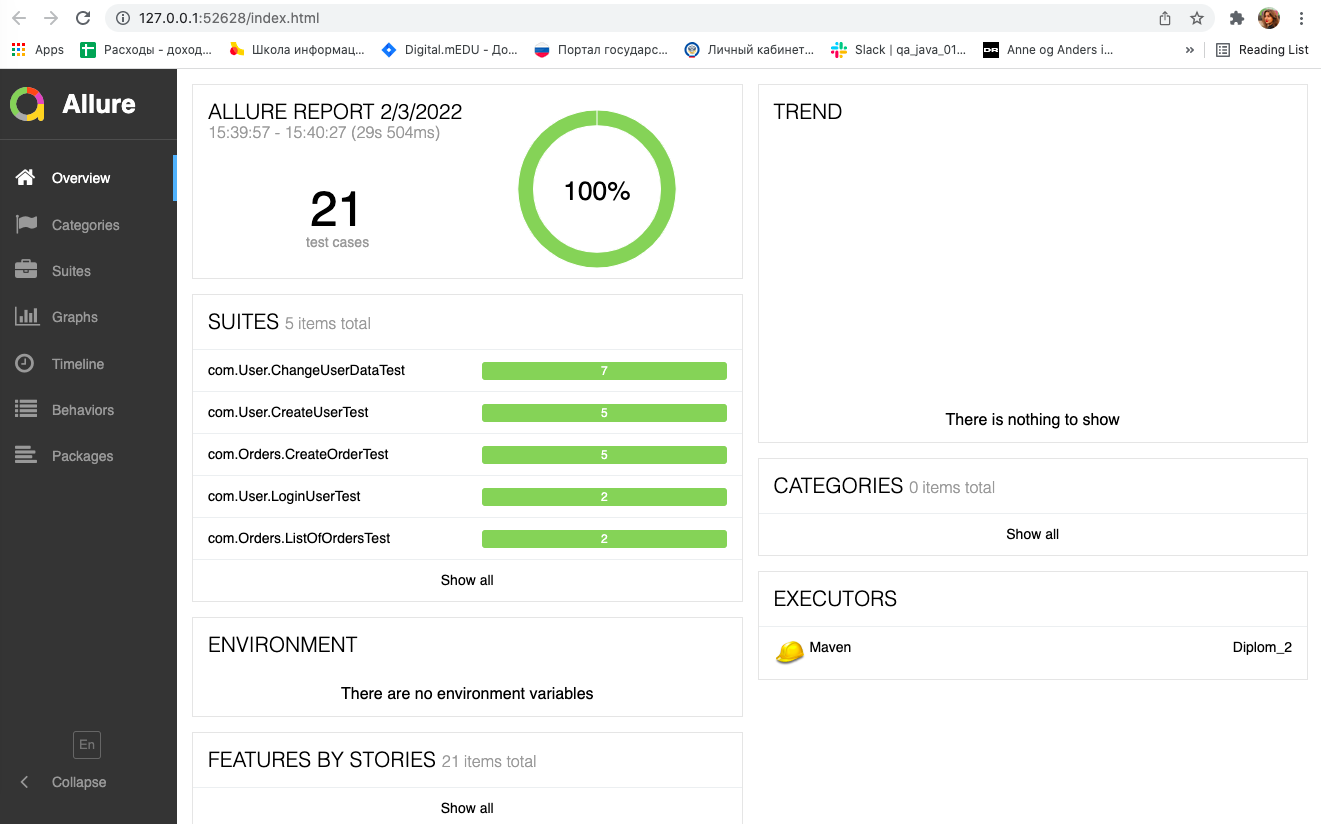 127.0.0.1:52628/index.html
Apps
Расходы - доход...
Школа информац...
Digital.mEDU - До...
Портал государс...
Личный кабинет...
Slack | qa_java_01...
DR
Anne og Anders i...
»
Reading List
Allure
Overview
Categories
Suites
Graphs
Timeline
Behaviors
Packages
En
Collapse
ALLURE REPORT 2/3/2022
15:39:57 - 15:40:27 (29s 504ms)
21
test cases
100%
SUITES 5 items total
com.User.ChangeUserDataTest 7
com.User.CreateUserTest 5
com.Orders.CreateOrderTest 5
com.User.LoginUserTest 2
com.Orders.ListOfOrdersTest 2
Show all
ENVIRONMENT
There are no environment variables
FEATURES BY STORIES 21 items total
Show all
TREND
There is nothing to show
CATEGORIES 0 items total
Show all
EXECUTORS
Maven Diplom_2